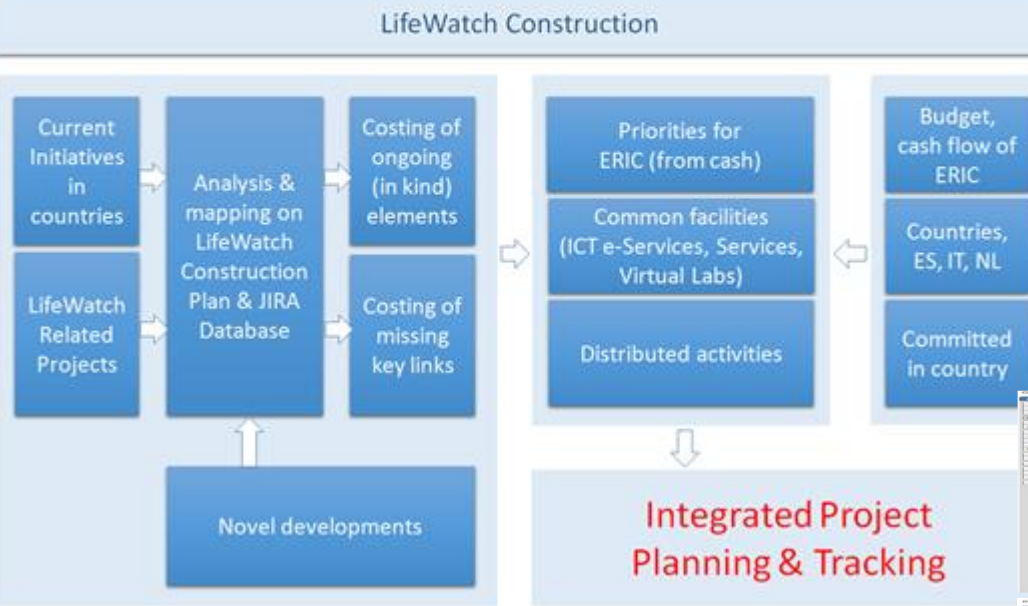 LifeWatch Construction
Current
Initiatives
in
countries
LifeWatch
Related
Projects
Analysis &
mapping on
LifeWatch
Construction
Plan & JIRA
Database
Costing of
ongoing
(in kind)
elements
Costing of
missing
key links
Novel developments
Priorities for
ERIC (from cash)
Common facilities
(ICT e-Services, Services,
Virtual Labs)
Distributed activities
Budget,
cash flow of
ERIC
Countries,
ES, IT, NL
Committed
in country
Integrated Project
Planning & Tracking